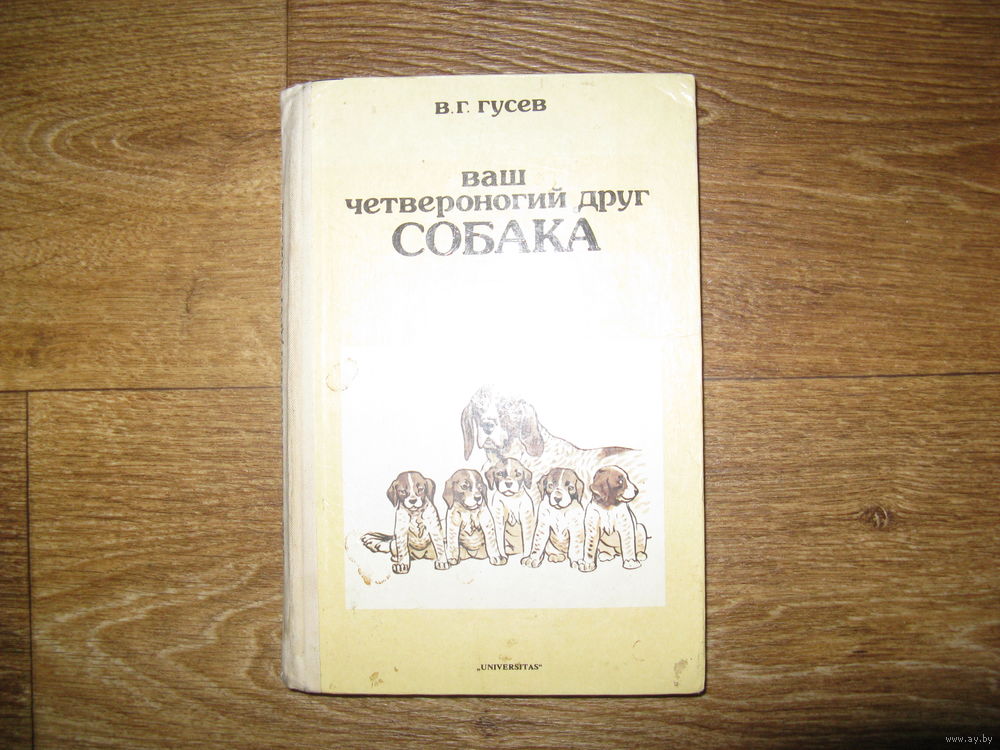 В.Г. ГУСЕВ
ВАШ
ЧЕТВЕРОНОГИЙ ДРУГ
СОБАКА
„UNIVERSITAS“
www.ay.by